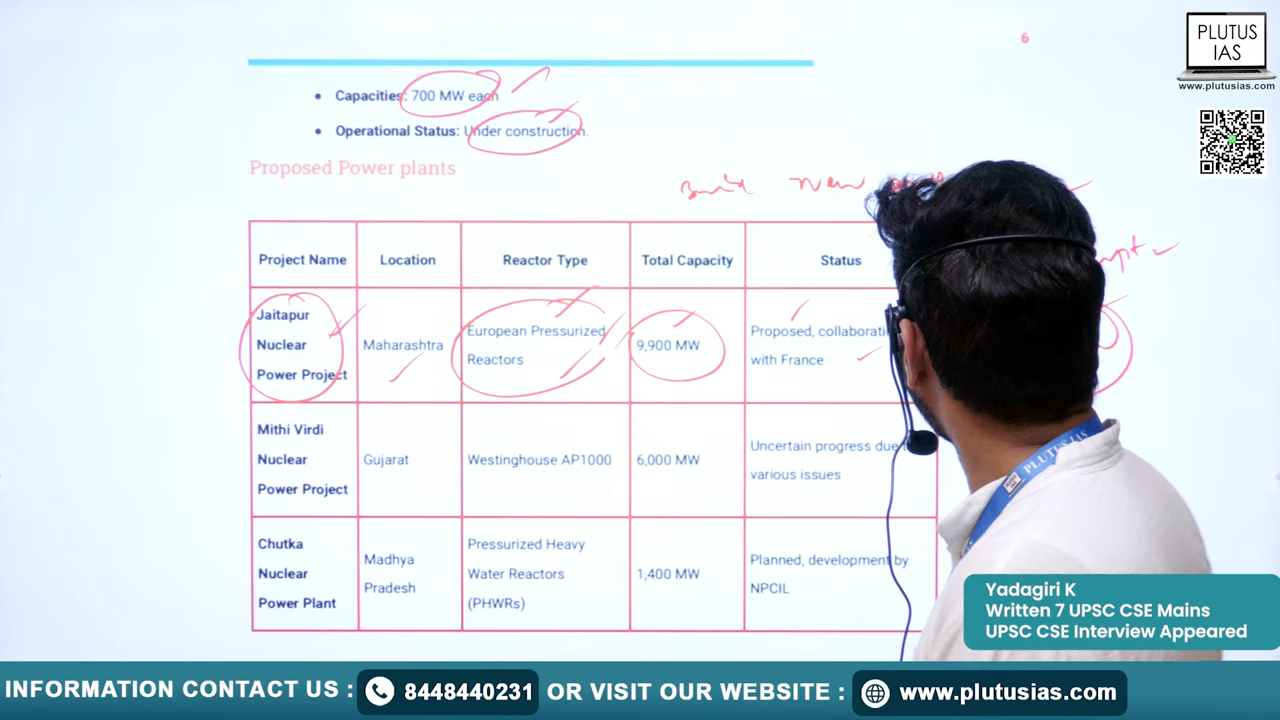 6
PLUTUS
IAS
www.plutusias.com
Capacities: 700 MW each
Operational Status: Under construction.
Proposed Power plants
New
Project Name
Location
Reactor Type
Total Capacity
Status
Jaitapur
Nuclear
Power Project
Maharashtra
European Pressurized
Reactors
9,900 MW
Proposed, collaborati
with France
Mithi Virdi
Nuclear
Power Project
Gujarat
Westinghouse AP1000
6,000 MW
Uncertain progress due
various issues
Chutka
Nuclear
Power Plant
Madhya
Pradesh
Pressurized Heavy
Water Reactors
(PHWRs)
1,400 MW
Planned, development by
NPCIL
PLUTUS IAS
Yadagiri K
Written 7 UPSC CSE Mains
UPSC CSE Interview Appeared
INFORMATION CONTACT US : 8448440231 OR VISIT OUR WEBSITE : www.plutusias.com